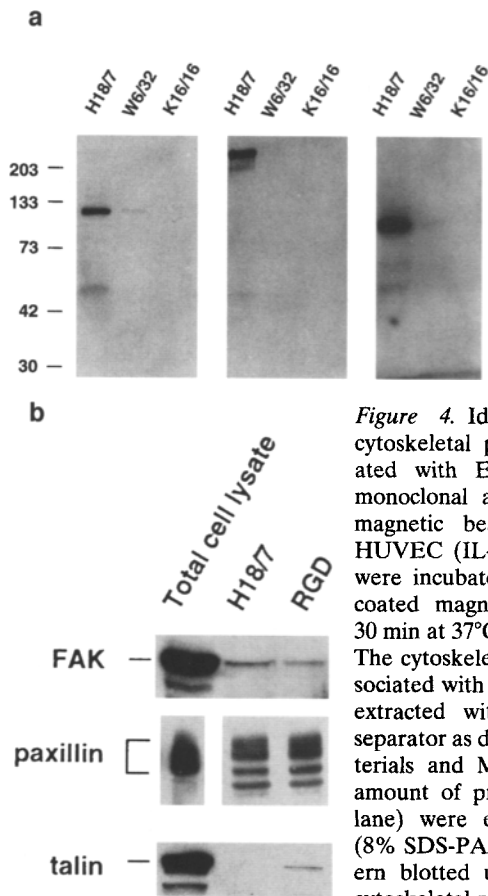 a
H18/7 W6/32 K16/16 H18/7 W6/32 K16/16 H18/7 W6/32 K16/16
203
133
73
42
30
b
Total cell lysate H18/7 RGD
FAK
paxillin
talin
Figure 4. Id
cytoskeletal p
ated with E
monoclonal a
magnetic be
HUVEC (IL-
were incubate
coated magn
30 min at 37°C
The cytoskele
sociated with
extracted wit
separator as d
terials and M
amount of pr
lane) were e
(8% SDS-PA
ern blotted u